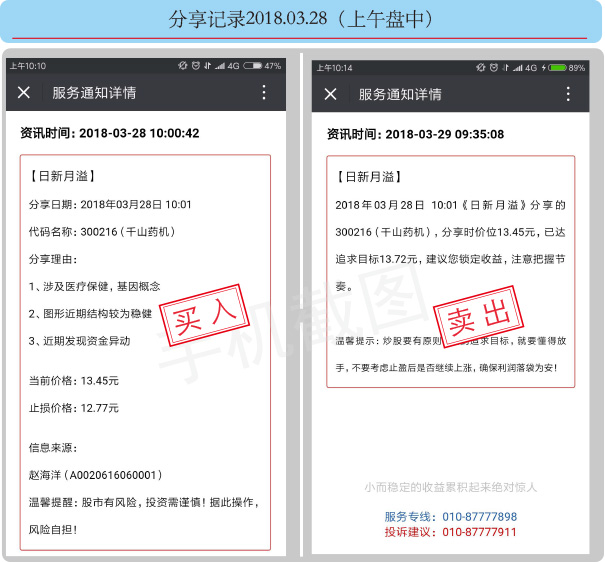 分享记录2018.03.28（上午盘中）
上午10:10
4G
47%
服务通知详情
资讯时间：2018-03-28 10:00:42
【日新月溢】
分享日期：2018年03月28日 10:01
代码名称：300216（千山药机）
分享理由：
1、涉及医疗保健，基因概念
2、图形近期结构较为稳健
3、近期发现资金异动
买入
当前价格：13.45元
止损价格：12.77元
信息来源：
赵海洋（A0020616060001）
温馨提醒：股市有风险，投资需谨慎！据此操作，
风险自担！
上午10:14
4G
89%
服务通知详情
资讯时间：2018-03-29 09:35:08
【日新月溢】
2018年03月28日 10:01《日新月溢》分享的
300216（千山药机），分享时价位13.45元，已达
追求目标13.72元，建议您锁定收益，注意把握节
奏。
卖出
温馨提示：炒股要有原则 的追求目标，就要懂得放
手，不要考虑止盈后是否继续上涨，确保利润落袋为安！
小而稳定的收益累积起来绝对惊人
服务专线：010-87777898
投诉建议：010-87777911
手机截图